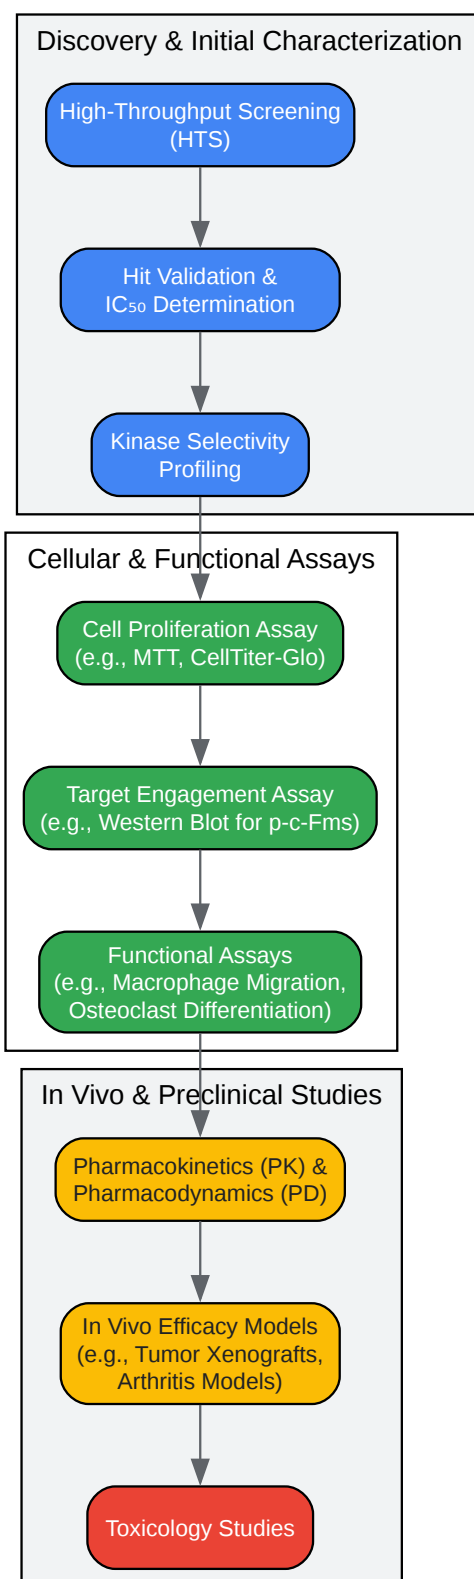 Discovery & Initial Characterization
High-Throughput Screening
(HTS)
Hit Validation &
IC₅₀ Determination
Kinase Selectivity
Profiling
Cellular & Functional Assays
Cell Proliferation Assay
(e.g., MTT, CellTiter-Glo)
Target Engagement Assay
(e.g., Western Blot for p-c-Fms)
Functional Assays
(e.g., Macrophage Migration,
Osteoclast Differentiation)
In Vivo & Preclinical Studies
Pharmacokinetics (PK) &
Pharmacodynamics (PD)
In Vivo Efficacy Models
(e.g., Tumor Xenografts,
Arthritis Models)
Toxicology Studies